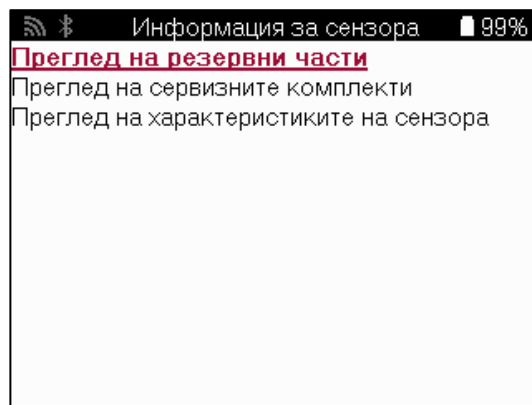 Информация за сензора 99%
Преглед на резервни части
Преглед на сервизните комплекти
Преглед на характеристиките на сензора